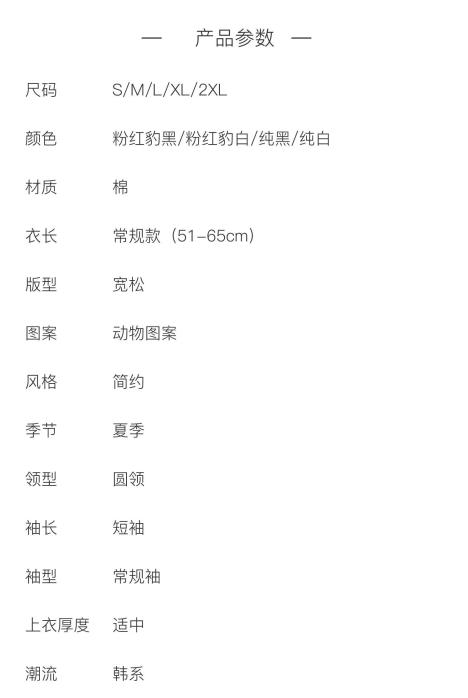 — 产品参数 —
尺码 S/M/L/XL/2XL
颜色 粉红豹黑/粉红豹白/纯黑/纯白
材质 棉
衣长 常规款（51-65cm）
版型 宽松
图案 动物图案
风格 简约
季节 夏季
领型 圆领
袖长 短袖
袖型 常规袖
上衣厚度 适中
潮流 韩系